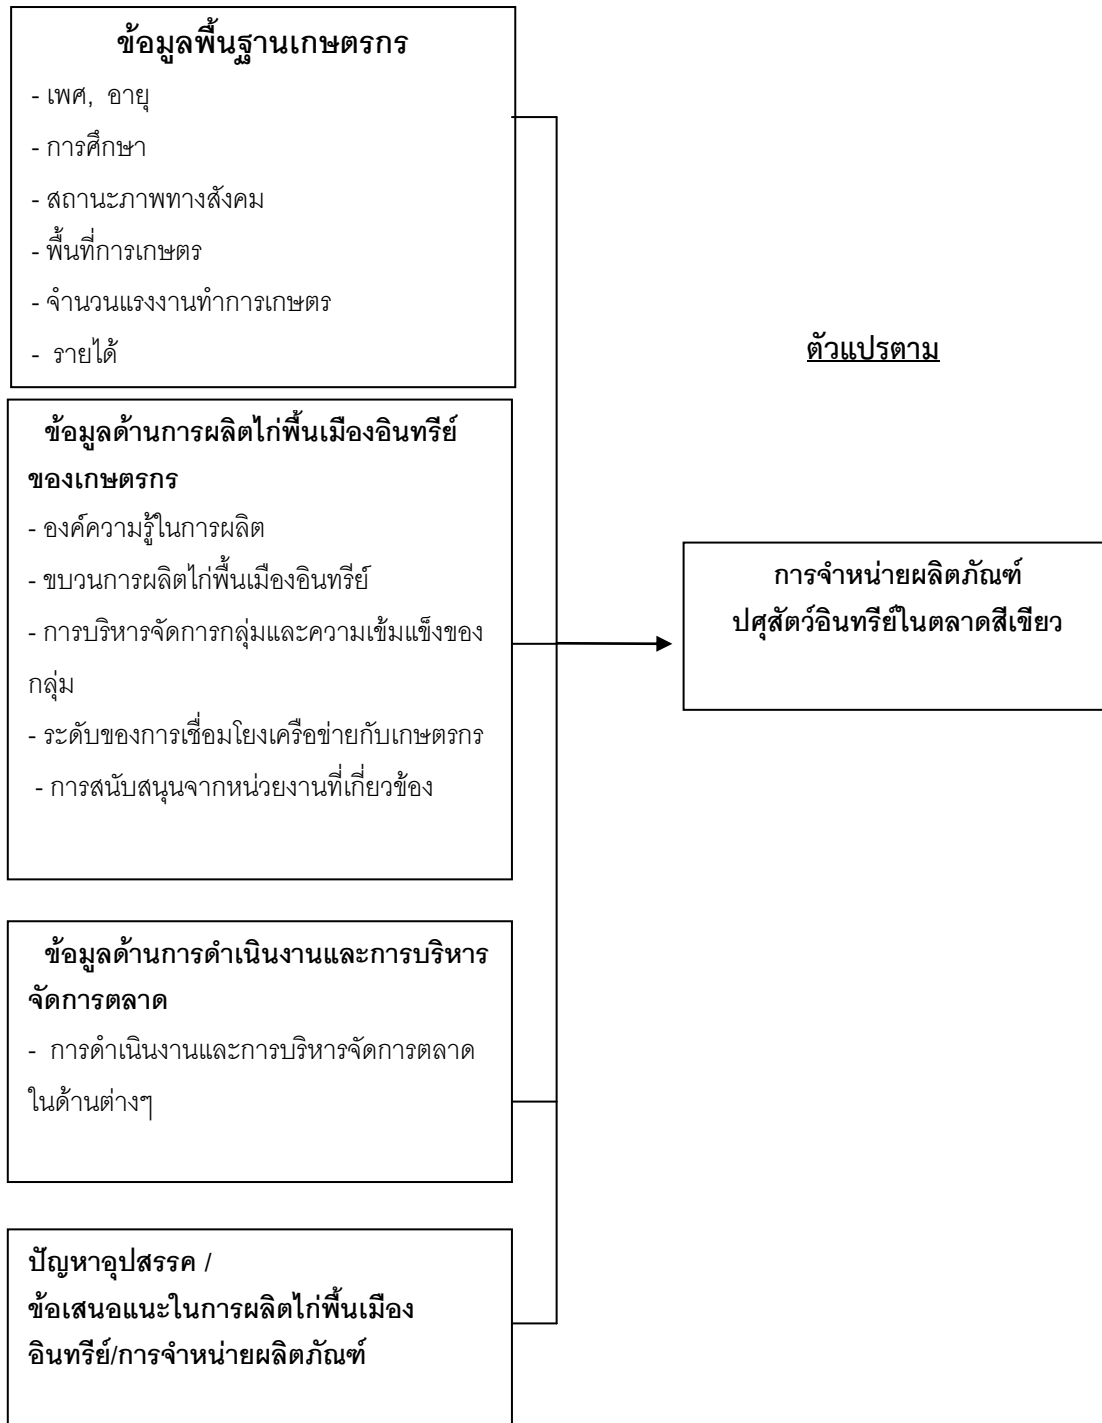 ข้อมูลพื้นฐานเกษตรกร
- เพศ, อายุ
- การศึกษา
- สถานะภาพทางสังคม
- พื้นที่การเกษตร
- จำนวนแรงงานทำการเกษตร
- รายได้
ข้อมูลด้านการผลิตไก่พื้นเมืองอินทรีย์
ของเกษตรกร
- องค์ความรู้ในการผลิต
- ขบวนการผลิตไก่พื้นเมืองอินทรีย์
- การบริหารจัดการกลุ่มและความเข้มแข็งของ
กลุ่ม
- ระดับของการเชื่อมโยงเครือข่ายกับเกษตรกร
- การสนับสนุนจากหน่วยงานที่เกี่ยวข้อง
ข้อมูลด้านการดำเนินงานและการบริหาร
จัดการตลาด
- การดำเนินงานและการบริหารจัดการตลาด
ในด้านต่างๆ
ปัญหาอุปสรรค /
ข้อเสนอแนะในการผลิตไก่พื้นเมือง
อินทรีย์/การจำหน่ายผลิตภัณฑ์
ตัวแปรตาม
การจำหน่ายผลิตภัณฑ์
ปศุสัตว์อินทรีย์ในตลาดสีเขียว